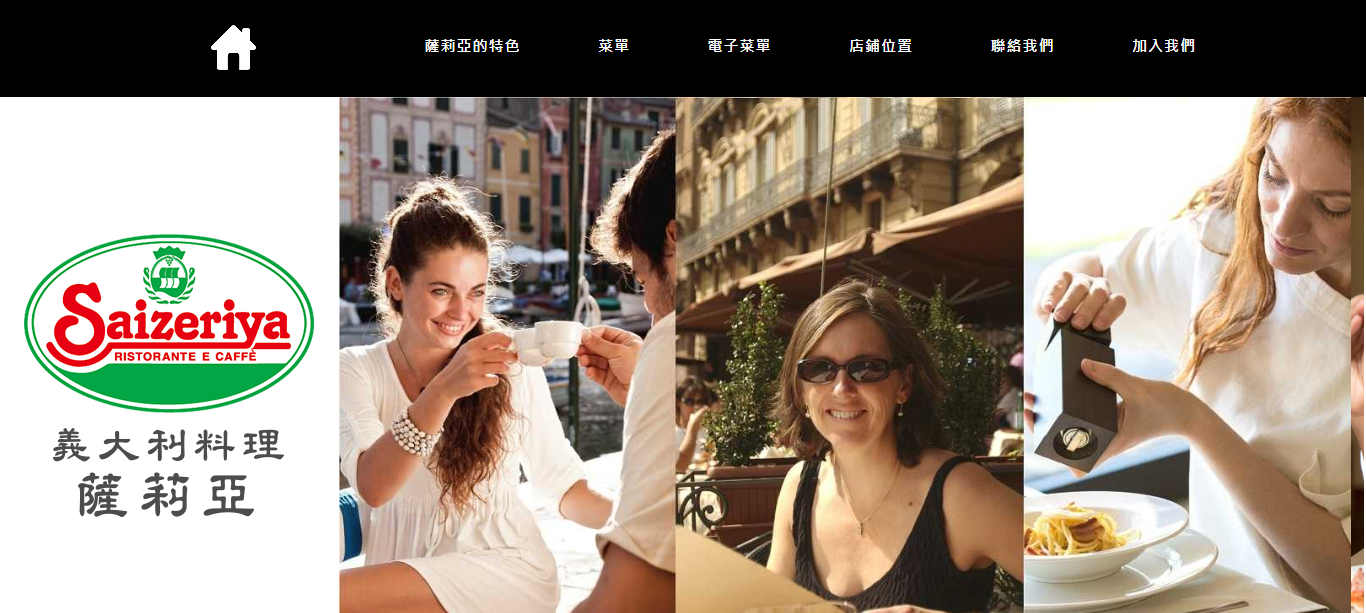 薩莉亞的特色
菜單
電子菜單
店鋪位置
聯絡我們
加入我們
Saizeriya
RISTORANTE E CAFFÈ
義大利料理
薩莉亞